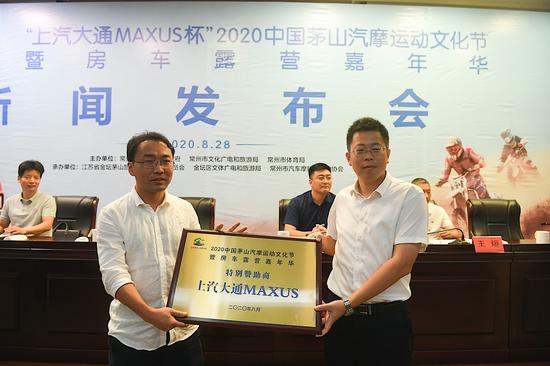 “上汽大通MAXUS杯”2020中国茅山汽摩运动文化节
暨房车露营嘉年华
新闻发布会
2020.8.28
主办单位：常 府 常州市文化广电和旅游局 常州市体育局
承办单位：江苏省金坛茅山 员会 金坛区文体广电和旅游局 常州市汽车摩 协会
王 恒
2020中国茅山汽摩运动文化节
暨房车露营嘉年华
特别赞助商
上汽大通MAXUS
二〇二〇年八月